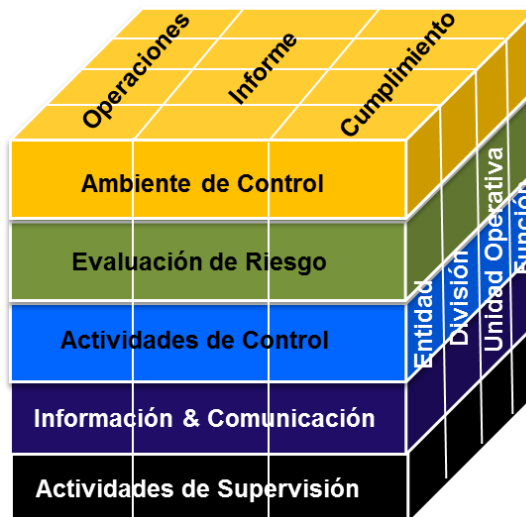 Operaciones
Informe
Cumplimiento
Ambiente de Control
Evaluación de Riesgo
Actividades de Control
Información & Comunicación
Actividades de Supervisión
Entidad
División
Unidad Operativa
Función